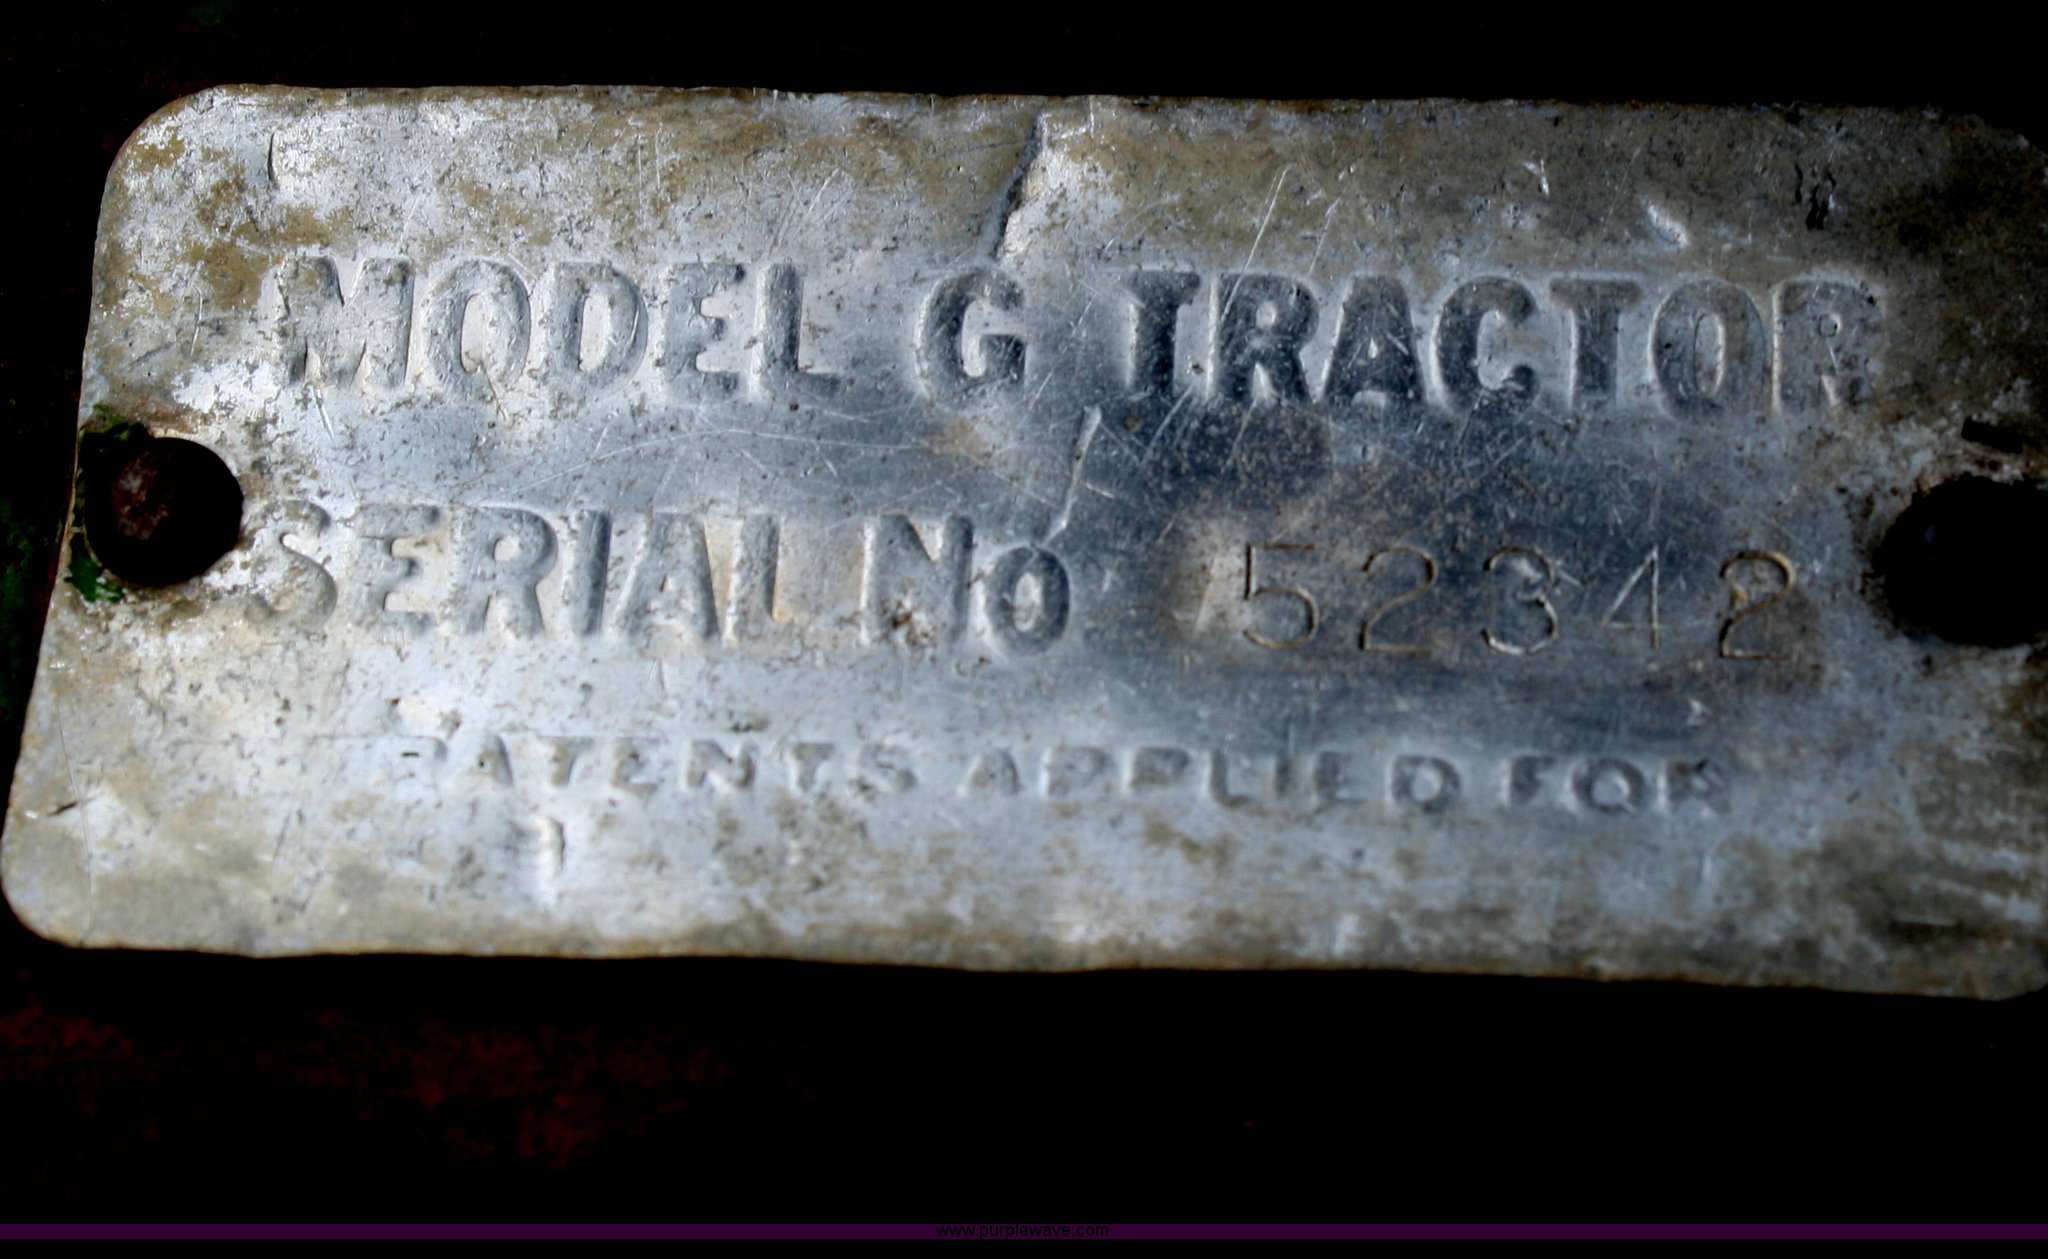 MODEL G TRACTOR
SERIAL No 52342
PATENTS APPLIED FOR
www.purplewave.com